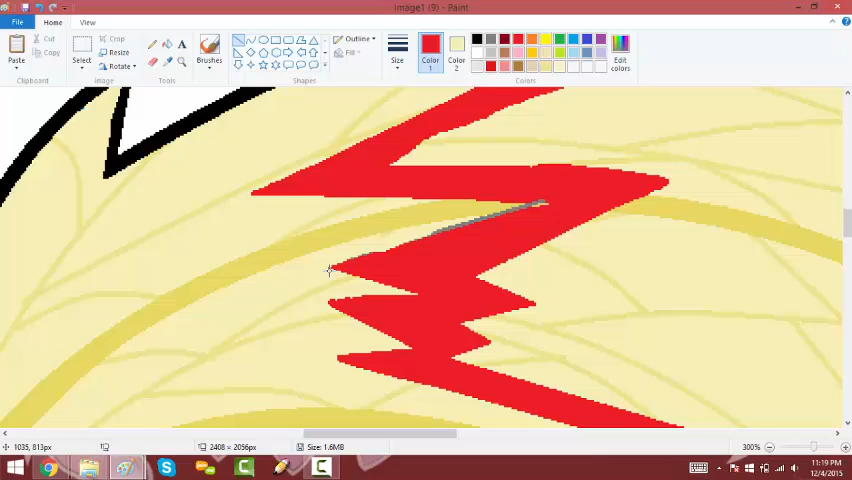 image1 (9) - Paint
File Home View
Paste Cut Copy Select Crop Resize Rotate Brushes Outline Fill Size Color 1 Color 2 Edit colors
Clipboard Image Tools Shapes Colors
1035, 813px 2408 × 2056px Size: 1.6MB 300%
11:19 PM
12/4/2015